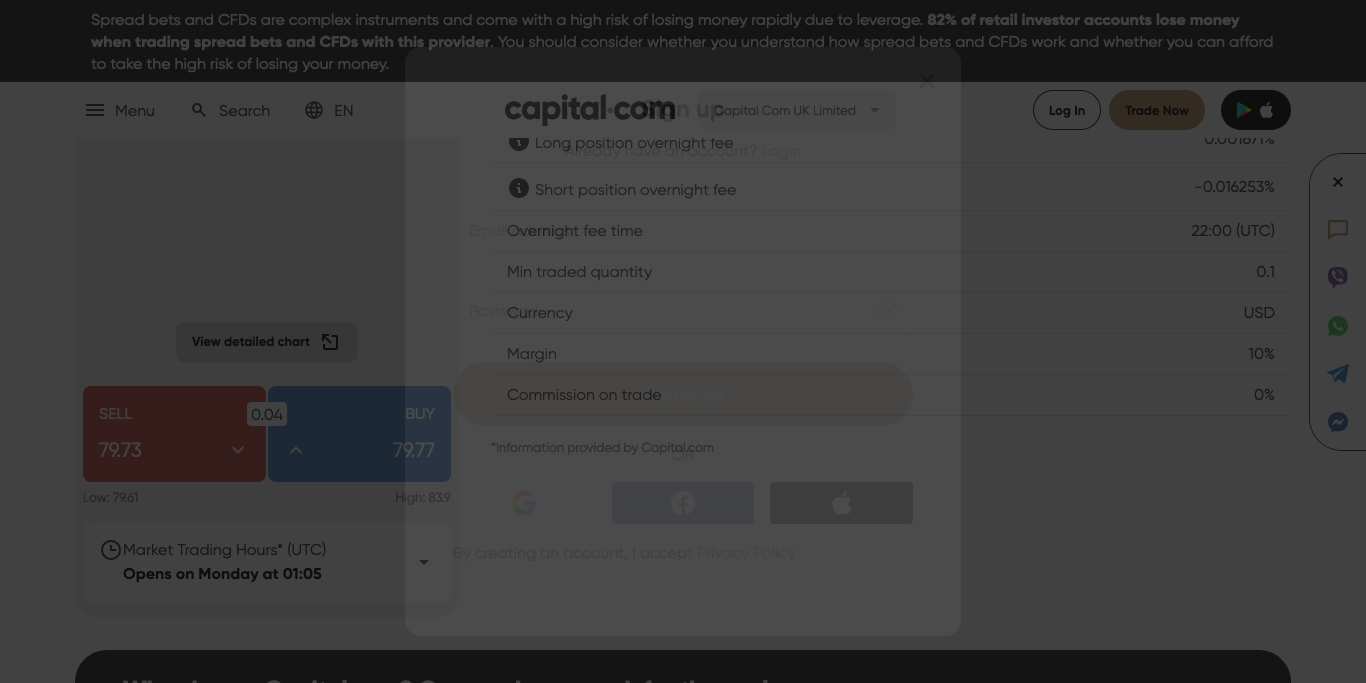 Spread bets and CFDs are complex instruments and come with a high risk of losing money rapidly due to leverage. 82% of retail investor accounts lose money
when trading spread bets and CFDs with this provider. You should consider whether you understand how spread bets and CFDs work and whether you can afford
to take the high risk of losing your money.
Menu
Search
EN
capital.com
Sign up
Capital Com UK Limited
Log In
Trade Now
Already have an account? Login
Long position overnight fee
0.001671%
Short position overnight fee
-0.016253%
Overnight fee time
22:00 (UTC)
Min traded quantity
0.1
Currency
USD
Margin
10%
Commission on trade
0%
*Information provided by Capital.com
OR
By creating an account, I accept Privacy Policy
View detailed chart
SELL
0.04
BUY
79.73
79.77
Low: 79.61
High: 83.9
Market Trading Hours* (UTC)
Opens on Monday at 01:05